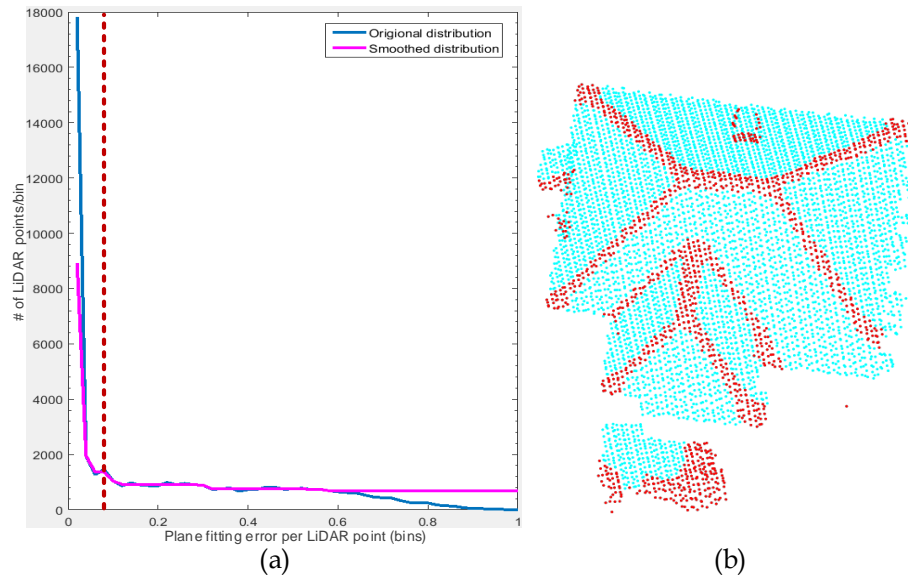 18000
16000
14000
12000
10000
8000
6000
4000
2000
0
# of LiDAR points/bin
Origional distribution
Smoothed distribution
0 0.2 0.4 0.6 0.8 1
Plane fitting error per LiDAR point (bins)
(a) (b)